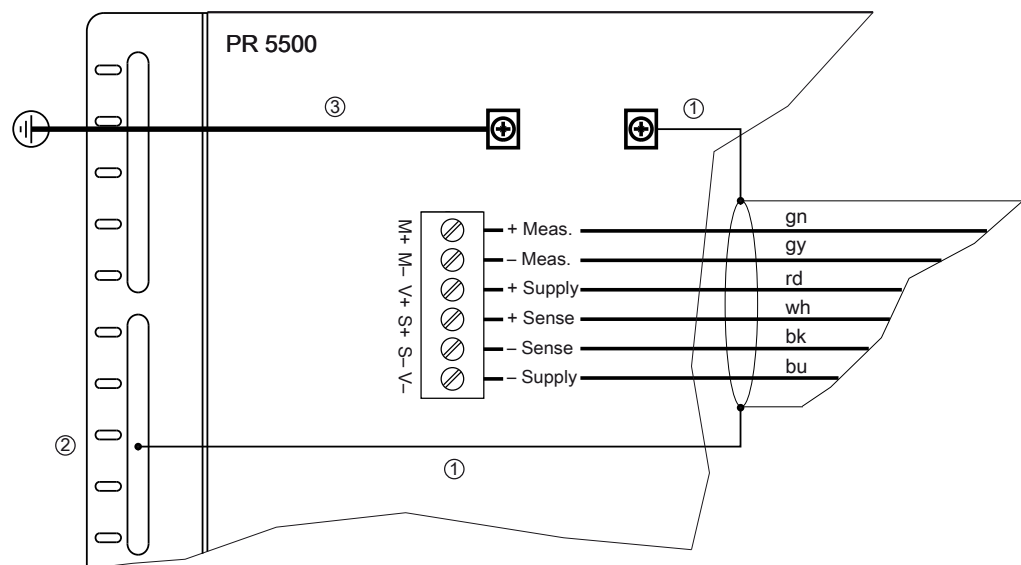 PR 5500
③
①
M+ M– V+ S+ S– V–
+ Meas.
gn
– Meas.
gy
+ Supply
rd
+ Sense
wh
– Sense
bk
– Supply
bu
②
①